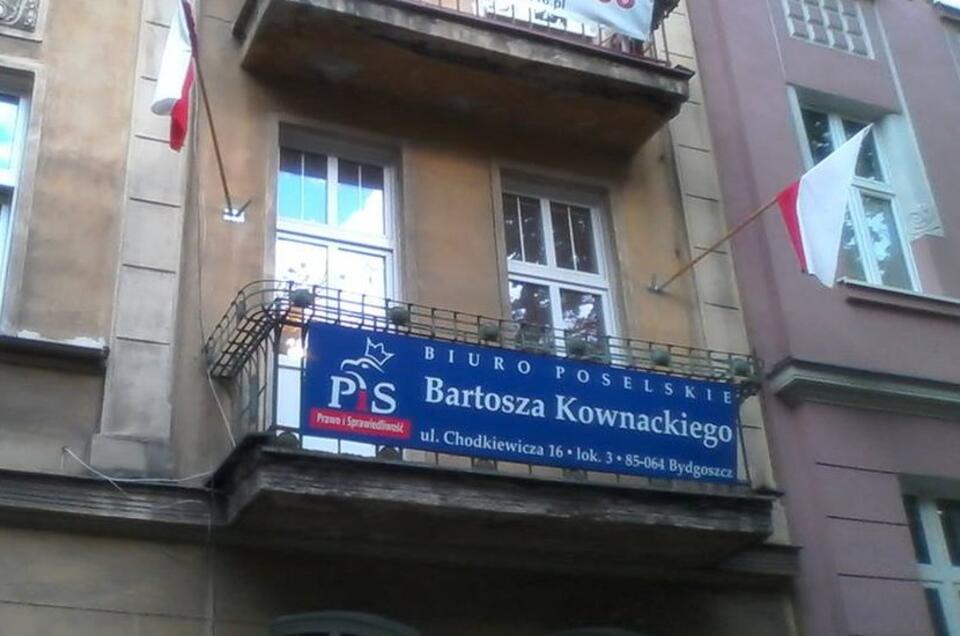 BIURO POSELSKIE
PiS
Prawo i Sprawiedliwość
Bartosza Kownackiego
ul. Chodkiewicza 16 • lok. 3 • 85-064 Bydgoszcz